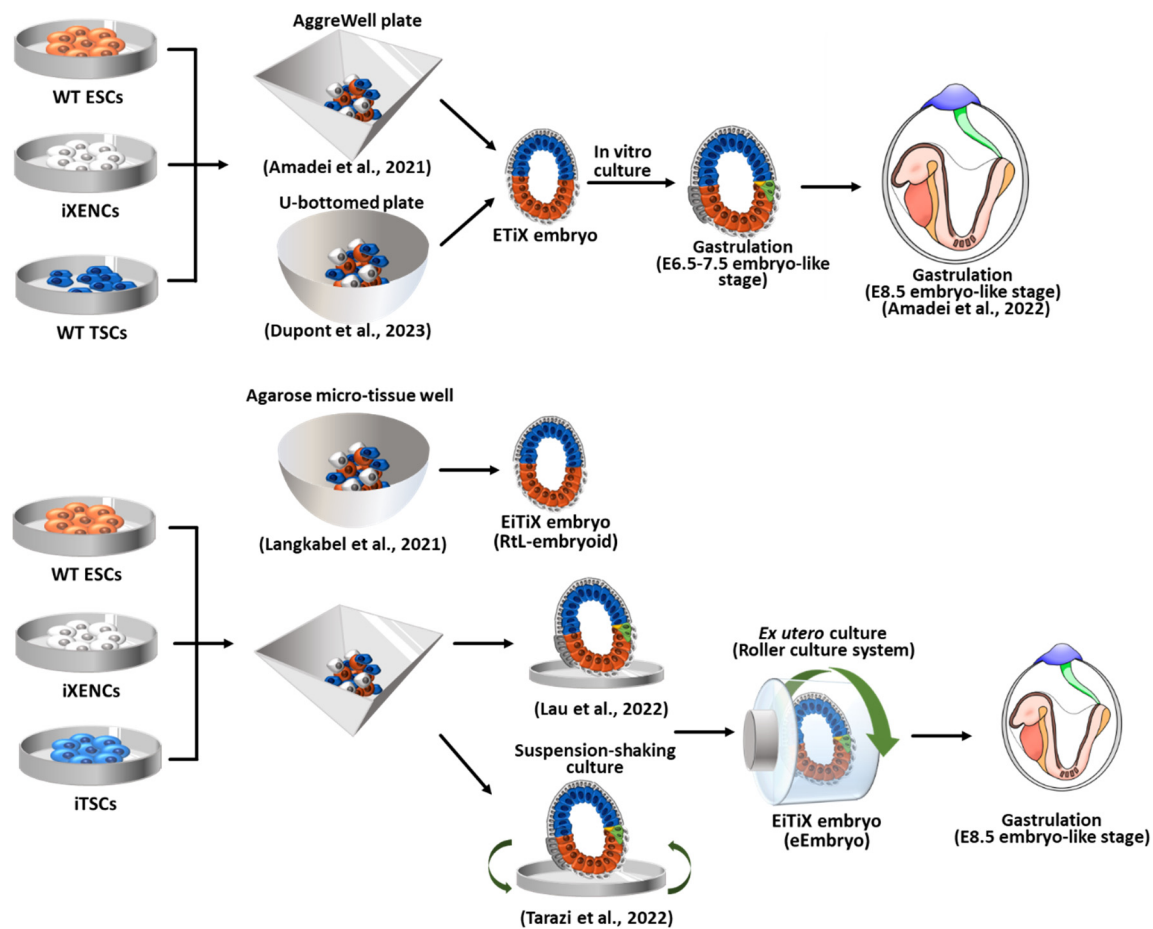 WT ESCs
iXENCs
WT TSCs
AggreWell plate
(Amadei et al., 2021)
U-bottomed plate
(Dupont et al., 2023)
ETiX embryo
In vitro
culture
Gastrulation
(E6.5-7.5 embryo-like
stage)
Gastrulation
(E8.5 embryo-like stage)
(Amadei et al., 2022)
Agarose micro-tissue well
(Langkabel et al., 2021)
EiTiX embryo
(RtL-embryoid)
WT ESCs
iXENCs
iTSCs
(Lau et al., 2022)
Suspension-shaking
culture
(Tarazi et al., 2022)
Ex utero culture
(Roller culture system)
EiTiX embryo
(eEmbryo)
Gastrulation
(E8.5 embryo-like stage)